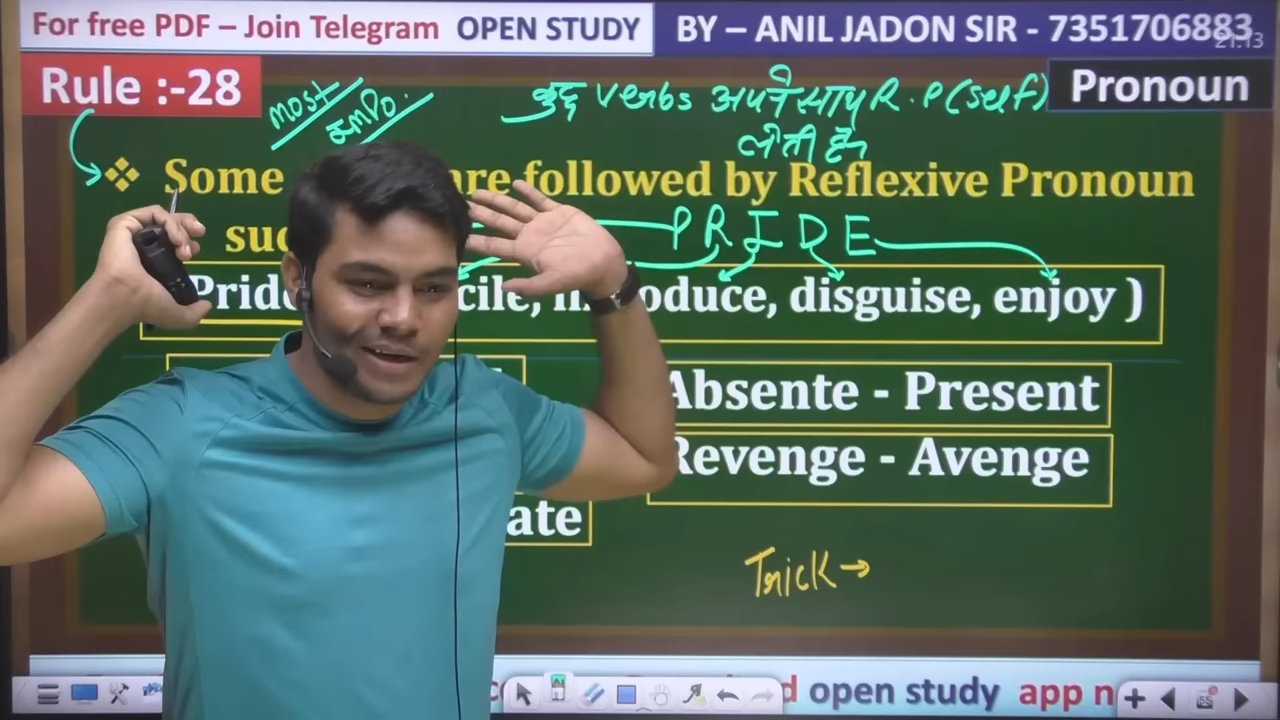 For free PDF – Join Telegram OPEN STUDY BY – ANIL JADON SIR - 7351706883
21:13
Rule :-28
Pronoun
most Impo.
कुछ verbs अपने साथ R.P (self)
लेती है
❖ Some are followed by Reflexive Pronoun
PRIDE
Pride cile, oduce, disguise, enjoy )
Absente - Present
Revenge - Avenge
ate
Trick →
open study app n